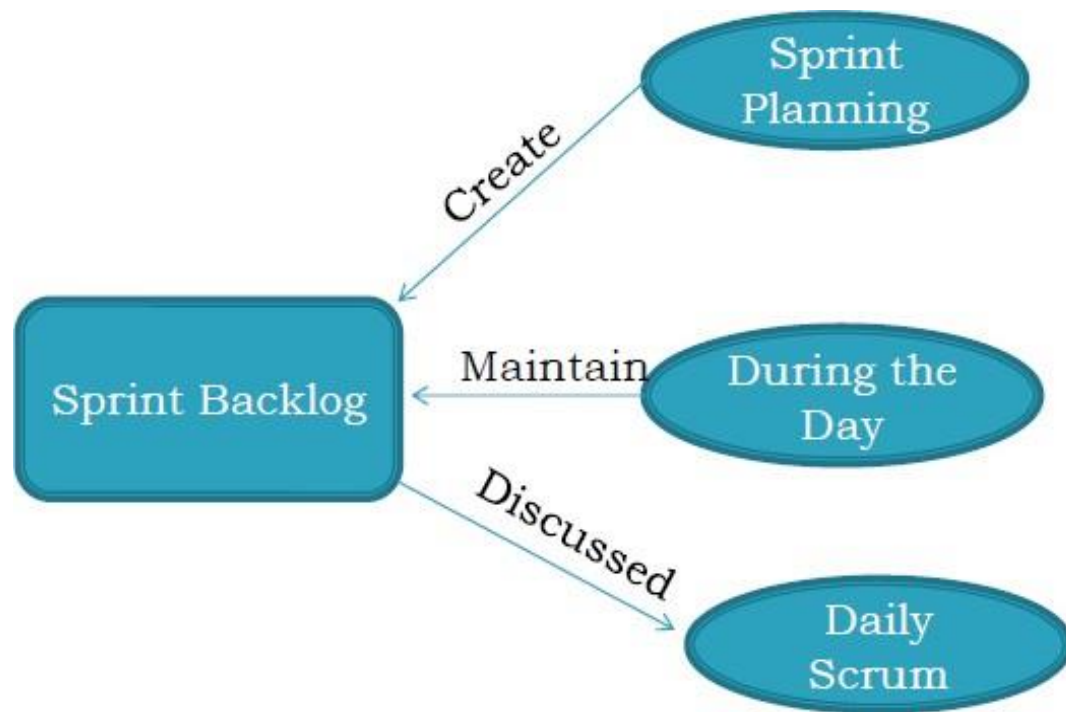 Sprint
Planning
Create
Sprint Backlog
Maintain
During the
Day
Discussed
Daily
Scrum